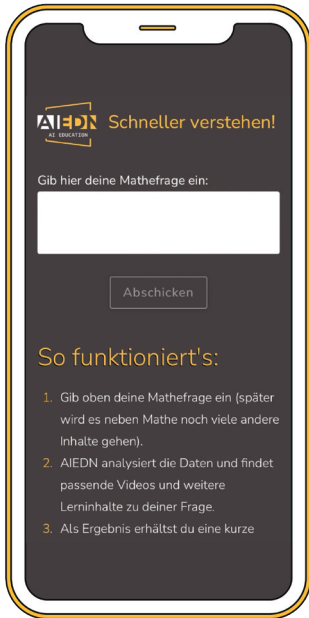 AIEDN
AI EDUCATION
Schneller verstehen!
Gib hier deine Mathefrage ein:
Abschicken
So funktioniert's:
1. Gib oben deine Mathefrage ein (später
wird es neben Mathe noch viele andere
Inhalte gehen).
2. AIEDN analysiert die Daten und findet
passende Videos und weitere
Lerninhalte zu deiner Frage.
3. Als Ergebnis erhältst du eine kurze